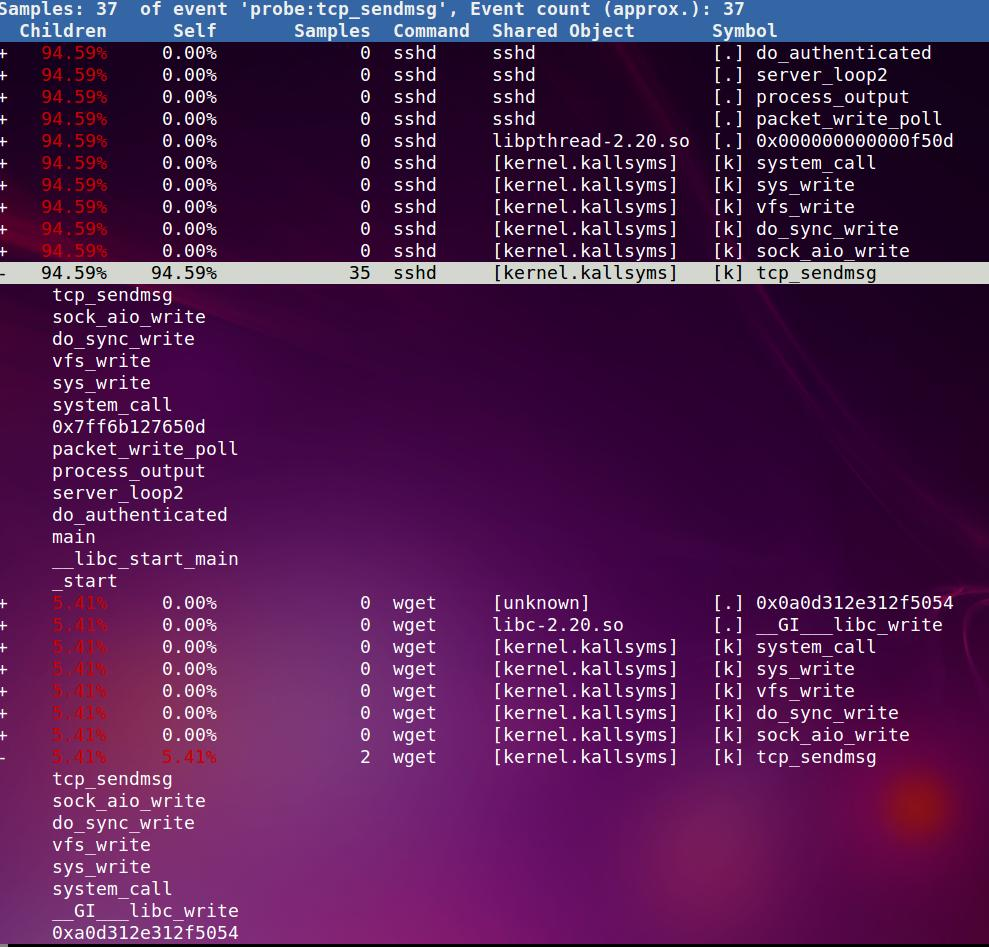 Samples: 37  of event 'probe:tcp_sendmsg', Event count (approx.): 37
Children      Self       Samples  Command  Shared Object       Symbol
+   94.59%     0.00%             0  sshd     sshd                [.] do_authenticated
+   94.59%     0.00%             0  sshd     sshd                [.] server_loop2
+   94.59%     0.00%             0  sshd     sshd                [.] process_output
+   94.59%     0.00%             0  sshd     sshd                [.] packet_write_poll
+   94.59%     0.00%             0  sshd     libpthread-2.20.so  [.] 0x000000000000f50d
+   94.59%     0.00%             0  sshd     [kernel.kallsyms]   [k] system_call
+   94.59%     0.00%             0  sshd     [kernel.kallsyms]   [k] sys_write
+   94.59%     0.00%             0  sshd     [kernel.kallsyms]   [k] vfs_write
+   94.59%     0.00%             0  sshd     [kernel.kallsyms]   [k] do_sync_write
+   94.59%     0.00%             0  sshd     [kernel.kallsyms]   [k] sock_aio_write
-   94.59%    94.59%            35  sshd     [kernel.kallsyms]   [k] tcp_sendmsg
tcp_sendmsg
sock_aio_write
do_sync_write
vfs_write
sys_write
system_call
0x7ff6b127650d
packet_write_poll
process_output
server_loop2
do_authenticated
main
__libc_start_main
_start
+    5.41%     0.00%             0  wget     [unknown]           [.] 0x0a0d312e312f5054
+    5.41%     0.00%             0  wget     libc-2.20.so        [.] __GI___libc_write
+    5.41%     0.00%             0  wget     [kernel.kallsyms]   [k] system_call
+    5.41%     0.00%             0  wget     [kernel.kallsyms]   [k] sys_write
+    5.41%     0.00%             0  wget     [kernel.kallsyms]   [k] vfs_write
+    5.41%     0.00%             0  wget     [kernel.kallsyms]   [k] do_sync_write
+    5.41%     0.00%             0  wget     [kernel.kallsyms]   [k] sock_aio_write
-    5.41%     5.41%             2  wget     [kernel.kallsyms]   [k] tcp_sendmsg
tcp_sendmsg
sock_aio_write
do_sync_write
vfs_write
sys_write
system_call
__GI___libc_write
0xa0d312e312f5054